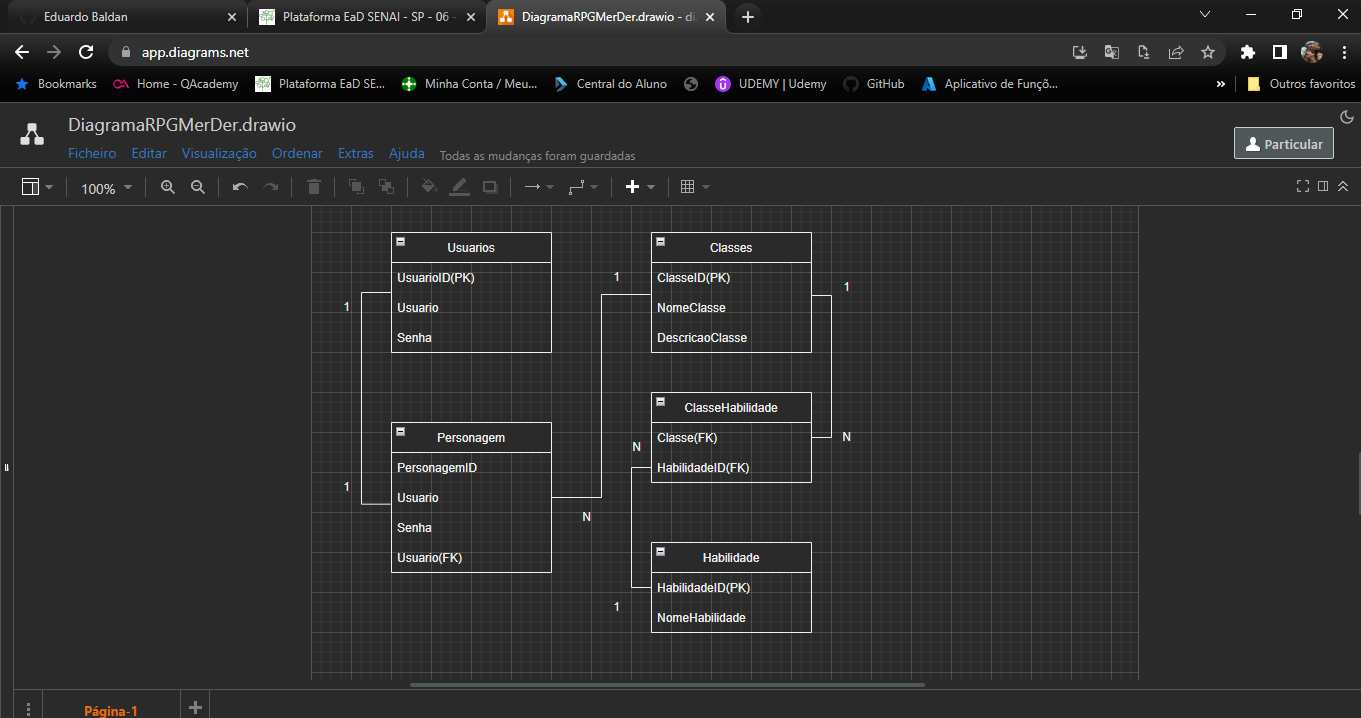 Eduardo Baldan
Plataforma EaD SENAI - SP - 06 -
DiagramaRPGMerDer.drawio - di
app.diagrams.net
Bookmarks
Home - QAcademy
Plataforma EaD SE...
Minha Conta / Meu...
Central do Aluno
UDEMY | Udemy
GitHub
Aplicativo de Funçõ...
Outros favoritos
DiagramaRPGMerDer.drawio
Ficheiro Editar Visualização Ordenar Extras Ajuda Todas as mudanças foram guardadas
Particular
100%
Usuarios
UsuarioID(PK)
Usuario
Senha
1
1
Personagem
PersonagemID
Usuario
Senha
Usuario(FK)
N
1
Classes
ClasseID(PK)
NomeClasse
DescricaoClasse
1
N
ClasseHabilidade
Classe(FK)
HabilidadeID(FK)
N
1
Habilidade
HabilidadeID(PK)
NomeHabilidade
Página-1